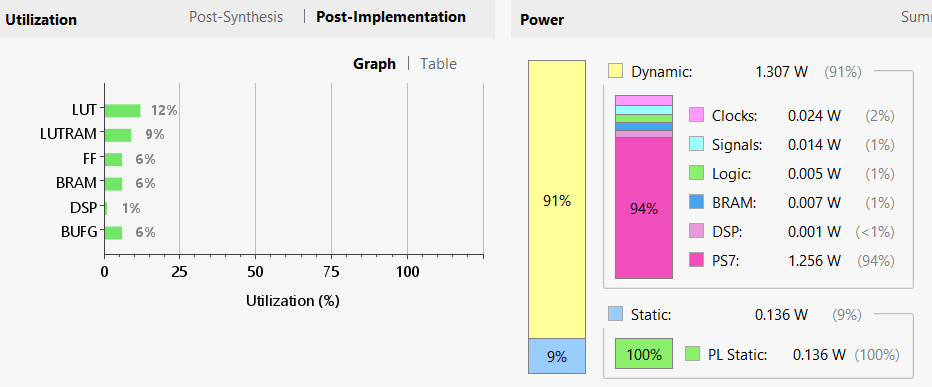 Utilization
Post-Synthesis | Post-Implementation
Graph | Table
LUT 12%
LUTRAM 9%
FF 6%
BRAM 6%
DSP 1%
BUFG 6%
0 25 50 75 100
Utilization (%)
Power
Sum
91%
9%
Dynamic: 1.307 W (91%)
94%
Clocks: 0.024 W (2%)
Signals: 0.014 W (1%)
Logic: 0.005 W (1%)
BRAM: 0.007 W (1%)
DSP: 0.001 W (<1%)
PS7: 1.256 W (94%)
Static: 0.136 W (9%)
100%
PL Static: 0.136 W (100%)